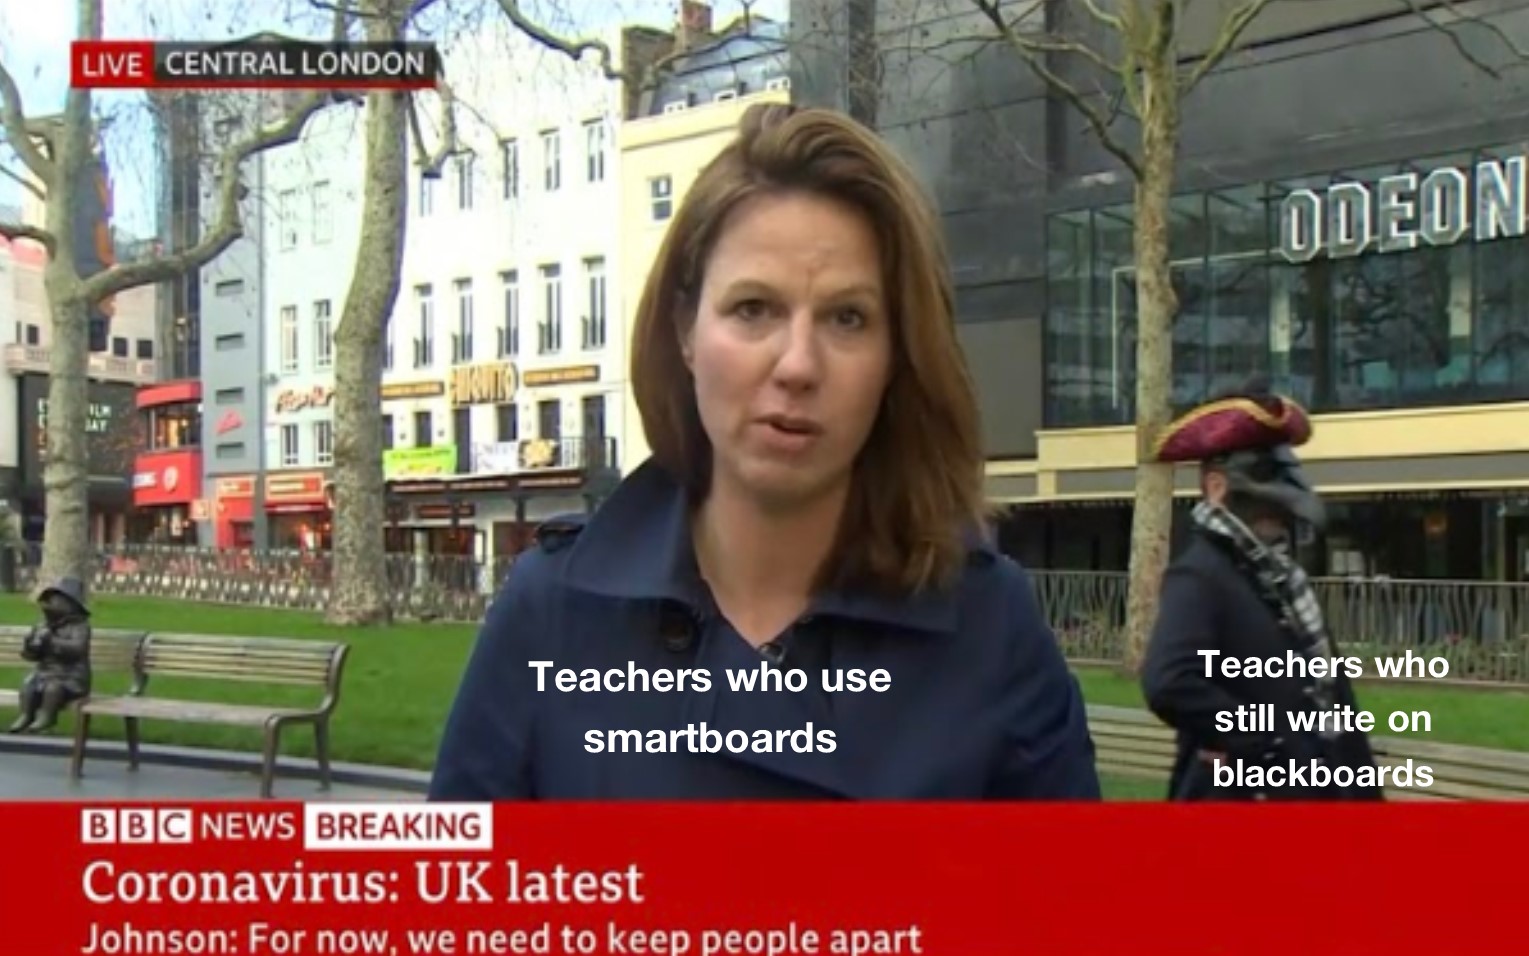 LIVE CENTRAL LONDON
ODEON
Teachers who use
smartboards
Teachers who
still write on
blackboards
BBC NEWS BREAKING
Coronavirus: UK latest
Johnson: For now, we need to keep people apart